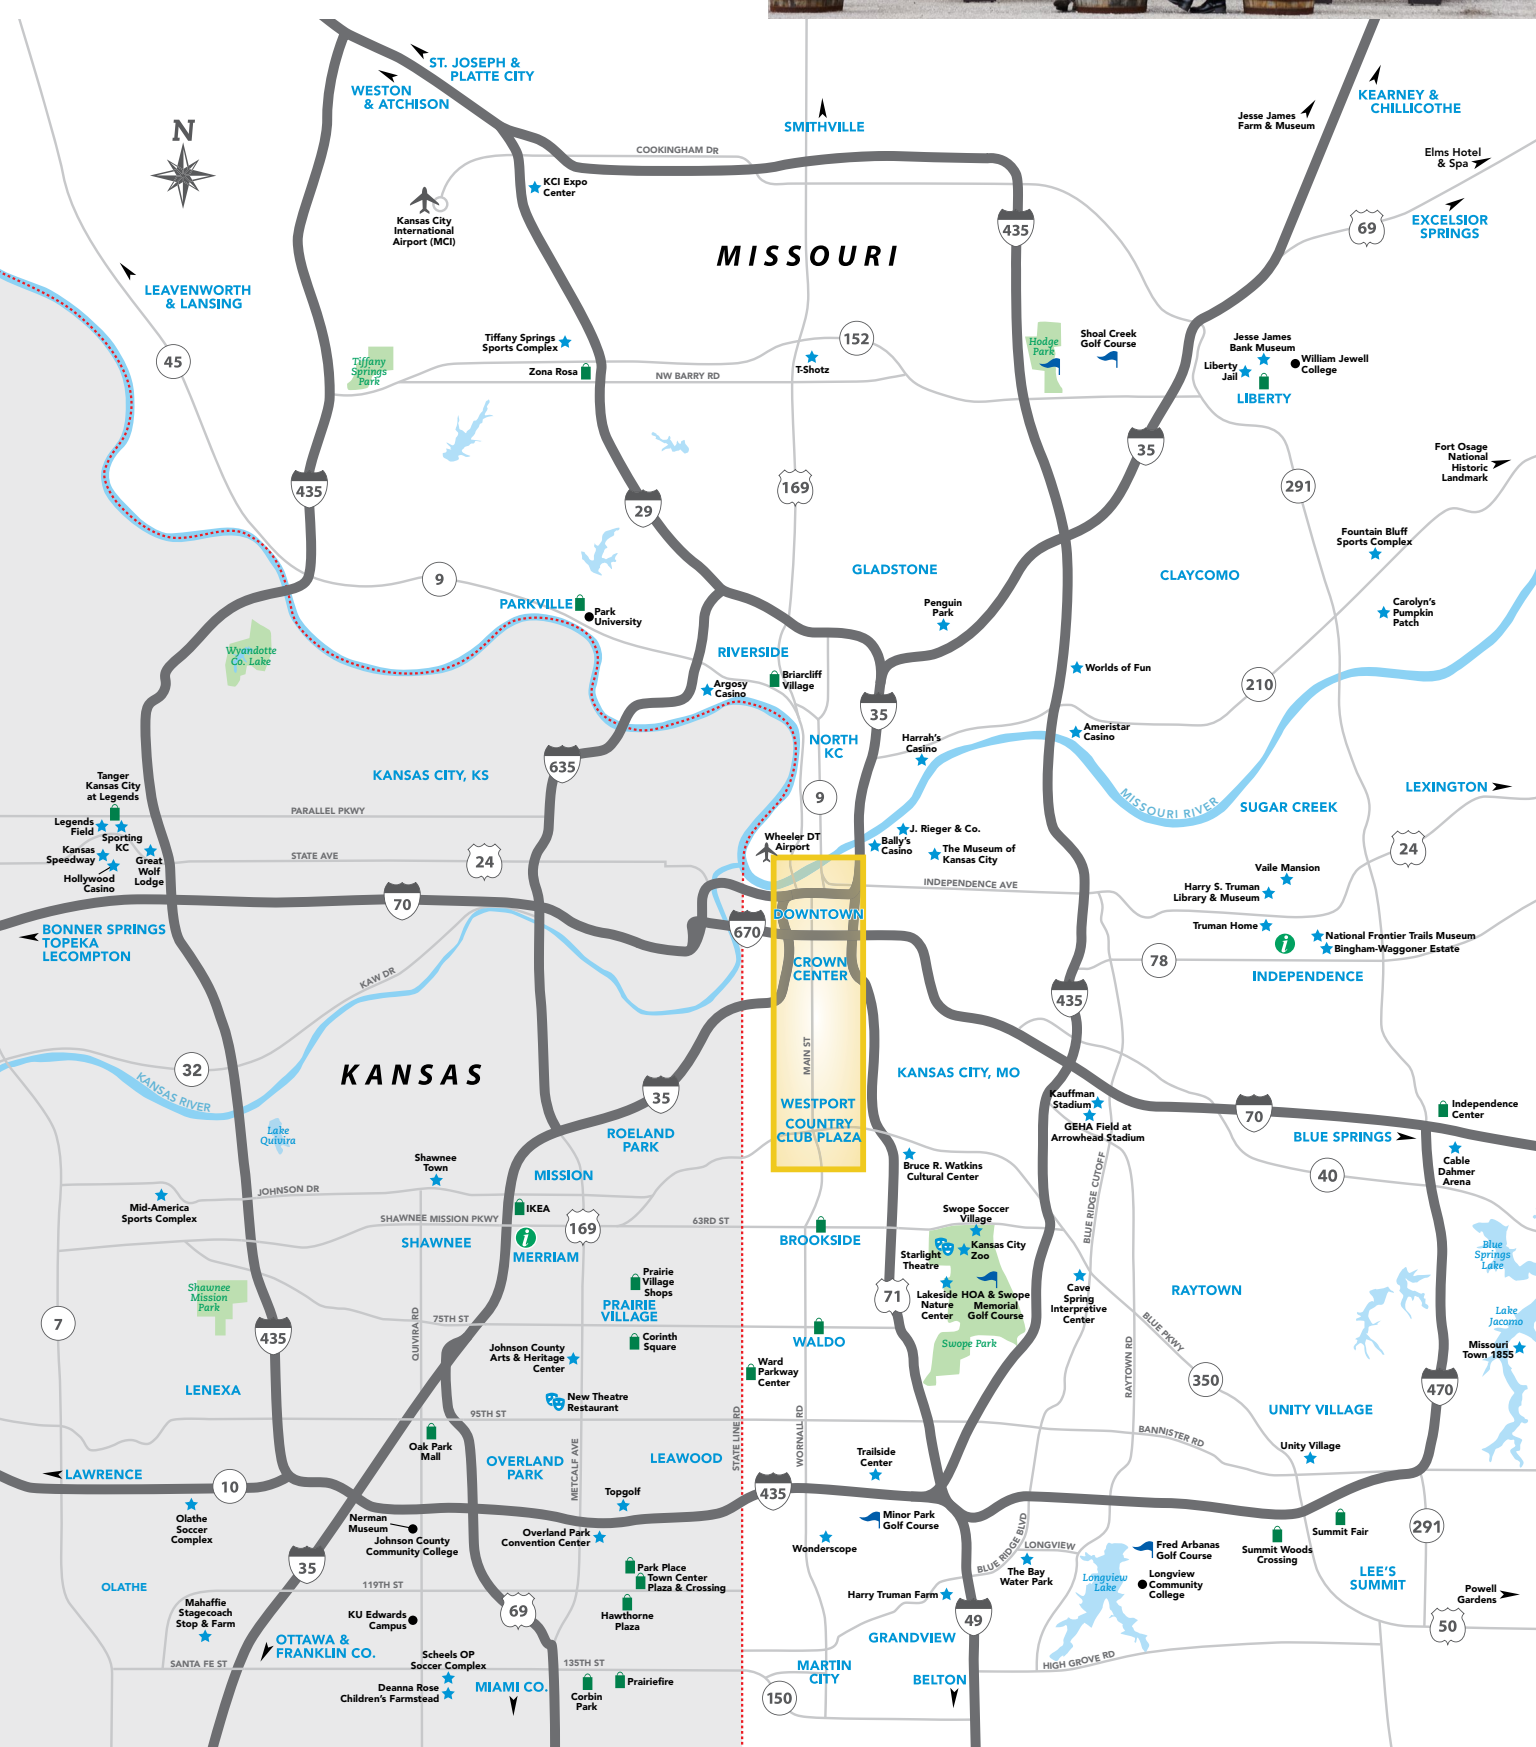 ST. JOSEPH &
PLATTE CITY
WESTON
& ATCHISON
SMITHVILLE
KEARNEY &
CHILLICOTHE
Jesse James
Farm & Museum
N
COOKINGHAM DR
Elms Hotel
& Spa
KCI Expo
Center
Kansas City
International
Airport (MCI)
EXCELSIOR
SPRINGS
69
435
MISSOURI
LEAVENWORTH
& LANSING
45
Tiffany Springs
Sports Complex
152
Hodge
Park
Shoal Creek
Golf Course
Jesse James
Bank Museum
William Jewell
College
Liberty
Jail
LIBERTY
Tiffany
Springs
Park
Zona Rosa
NW BARRY RD
T-Shotz
35
Fort Osage
National
Historic
Landmark
435
29
169
291
Fountain Bluff
Sports Complex
9
GLADSTONE
CLAYCOMO
PARKVILLE
Park
University
Penguin
Park
Carolyn's
Pumpkin
Patch
Wyandotte
Co. Lake
RIVERSIDE
Briarcliff
Village
Argosy
Casino
Worlds of Fun
210
35
NORTH
KC
Harrah's
Casino
Ameristar
Casino
635
KANSAS CITY, KS
Tanger
Kansas City
at Legends
9
MISSOURI RIVER
SUGAR CREEK
LEXINGTON
PARALLEL PKWY
Legends
Field
Sporting
KC
Kansas
Speedway
Great
Wolf
Lodge
Hollywood
Casino
STATE AVE
24
Wheeler DT
Airport
J. Rieger & Co.
Bally's
Casino
The Museum of
Kansas City
24
Vaile Mansion
INDEPENDENCE AVE
Harry S. Truman
Library & Museum
70
DOWNTOWN
670
BONNER SPRINGS
TOPEKA
LECOMPTON
Truman Home
i
National Frontier Trails Museum
Bingham-Waggoner Estate
78
INDEPENDENCE
CROWN
CENTER
KAW DR
435
KANSAS
32
KANSAS RIVER
MAIN ST
KANSAS CITY, MO
35
Kauffman
Stadium
GEHA Field at
Arrowhead Stadium
70
Independence
Center
BLUE SPRINGS
WESTPORT
COUNTRY
CLUB PLAZA
Lake
Quivira
ROELAND
PARK
Shawnee
Town
MISSION
Bruce R. Watkins
Cultural Center
Cable
Dahmer
Arena
40
JOHNSON DR
Mid-America
Sports Complex
IKEA
SHAWNEE MISSION PKWY
169
63RD ST
BLUE RIDGE CUTOFF
Swope Soccer
Village
SHAWNEE
i
MERRIAM
BROOKSIDE
Starlight
Theatre
Kansas City
Zoo
Blue
Springs
Lake
Shawnee
Mission
Park
Prairie
Village
Shops
PRAIRIE
VILLAGE
71
Lakeside
Nature
Center
HOA & Swope
Memorial
Golf Course
Cave
Spring
Interpretive
Center
RAYTOWN
Lake
Jacomo
7
435
QUIVIRA RD
75TH ST
Corinth
Square
WALDO
Swope Park
BLUE PKWY
Missouri
Town 1855
Johnson County
Arts & Heritage
Center
Ward
Parkway
Center
RAYTOWN RD
350
470
LENEXA
New Theatre
Restaurant
95TH ST
STATE LINE RD
WORNALL RD
UNITY VILLAGE
BANNISTER RD
Oak Park
Mall
METCALF AVE
OVERLAND
PARK
LEAWOOD
Trailside
Center
Unity Village
LAWRENCE
10
435
Olathe
Soccer
Complex
Nerman
Museum
Johnson County
Community College
Topgolf
Overland Park
Convention Center
Minor Park
Golf Course
Wonderscope
BLUE RIDGE BLVD
LONGVIEW
Summit Fair
Summit Woods
Crossing
291
Fred Arbanas
Golf Course
The Bay
Water Park
Longview
Lake
Longview
Community
College
LEE'S
SUMMIT
Powell
Gardens
35
OLATHE
119TH ST
Park Place
Town Center
Plaza & Crossing
Hawthorne
Plaza
Harry Truman Farm
Mahaffie
Stagecoach
Stop & Farm
KU Edwards
Campus
69
49
50
OTTAWA &
FRANKLIN CO.
GRANDVIEW
SANTA FE ST
Scheels OP
Soccer Complex
Deanna Rose
Children's Farmstead
MIAMI CO.
135TH ST
Corbin
Park
Prairiefire
MARTIN
CITY
150
BELTON
HIGH GROVE RD